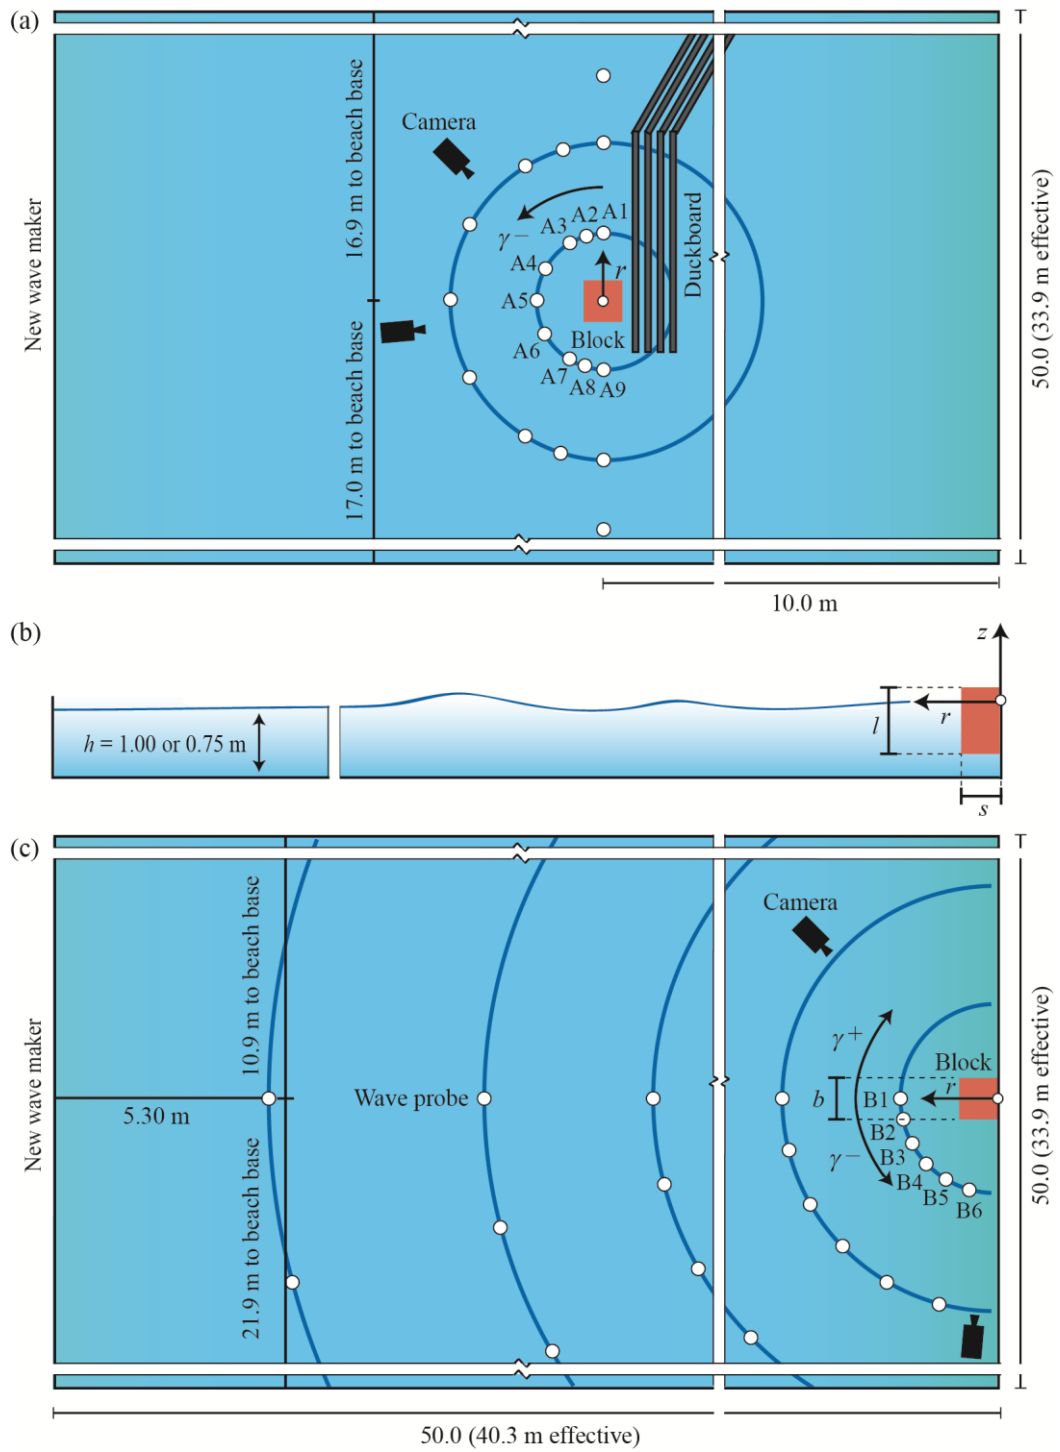 (a)
16.9 m to beach base
Camera
New wave maker
γ−
A3 A2 A1
A4
A5
A6
A7
A8 A9
r
Block
Duckboard
17.0 m to beach base
50.0 (33.9 m effective)
10.0 m
(b)
z
h = 1.00 or 0.75 m
l
r
s
(c)
10.9 m to beach base
Camera
New wave maker
5.30 m
Wave probe
γ+
Block
b
B1
r
B2
B3
γ−
B4
B5
B6
21.9 m to beach base
50.0 (33.9 m effective)
50.0 (40.3 m effective)